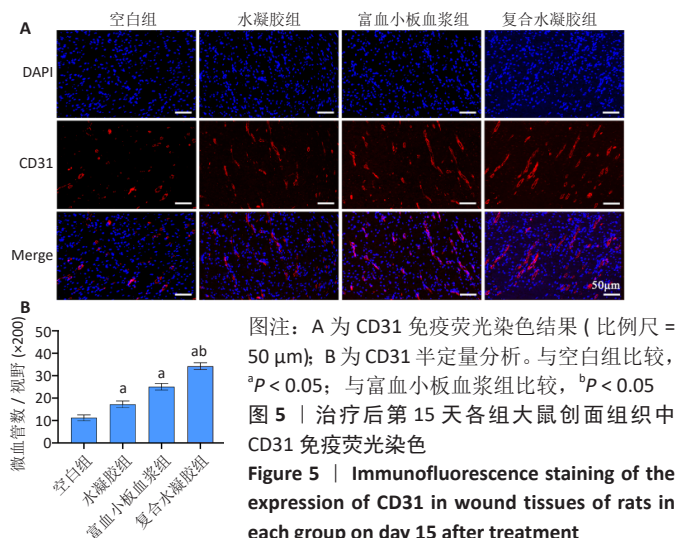 空白组 水凝胶组 富血小板血浆组 复合水凝胶组
A
DAPI
CD31
Merge
50μm
B
微血管数 / 视野 (×200)
50
40
30
20
10
0
a a ab
空白组 水凝胶组 富血小板血浆组 复合水凝胶组
图注：A 为 CD31 免疫荧光染色结果 ( 比例尺 =
50 μm)；B 为 CD31 半定量分析。与空白组比较，
ᵃP < 0.05；与富血小板血浆组比较，ᵇP < 0.05
图 5 ｜ 治疗后第 15 天各组大鼠创面组织中
CD31 免疫荧光染色
Figure 5 ｜ Immunofluorescence staining of the
expression of CD31 in wound tissues of rats in
each group on day 15 after treatment